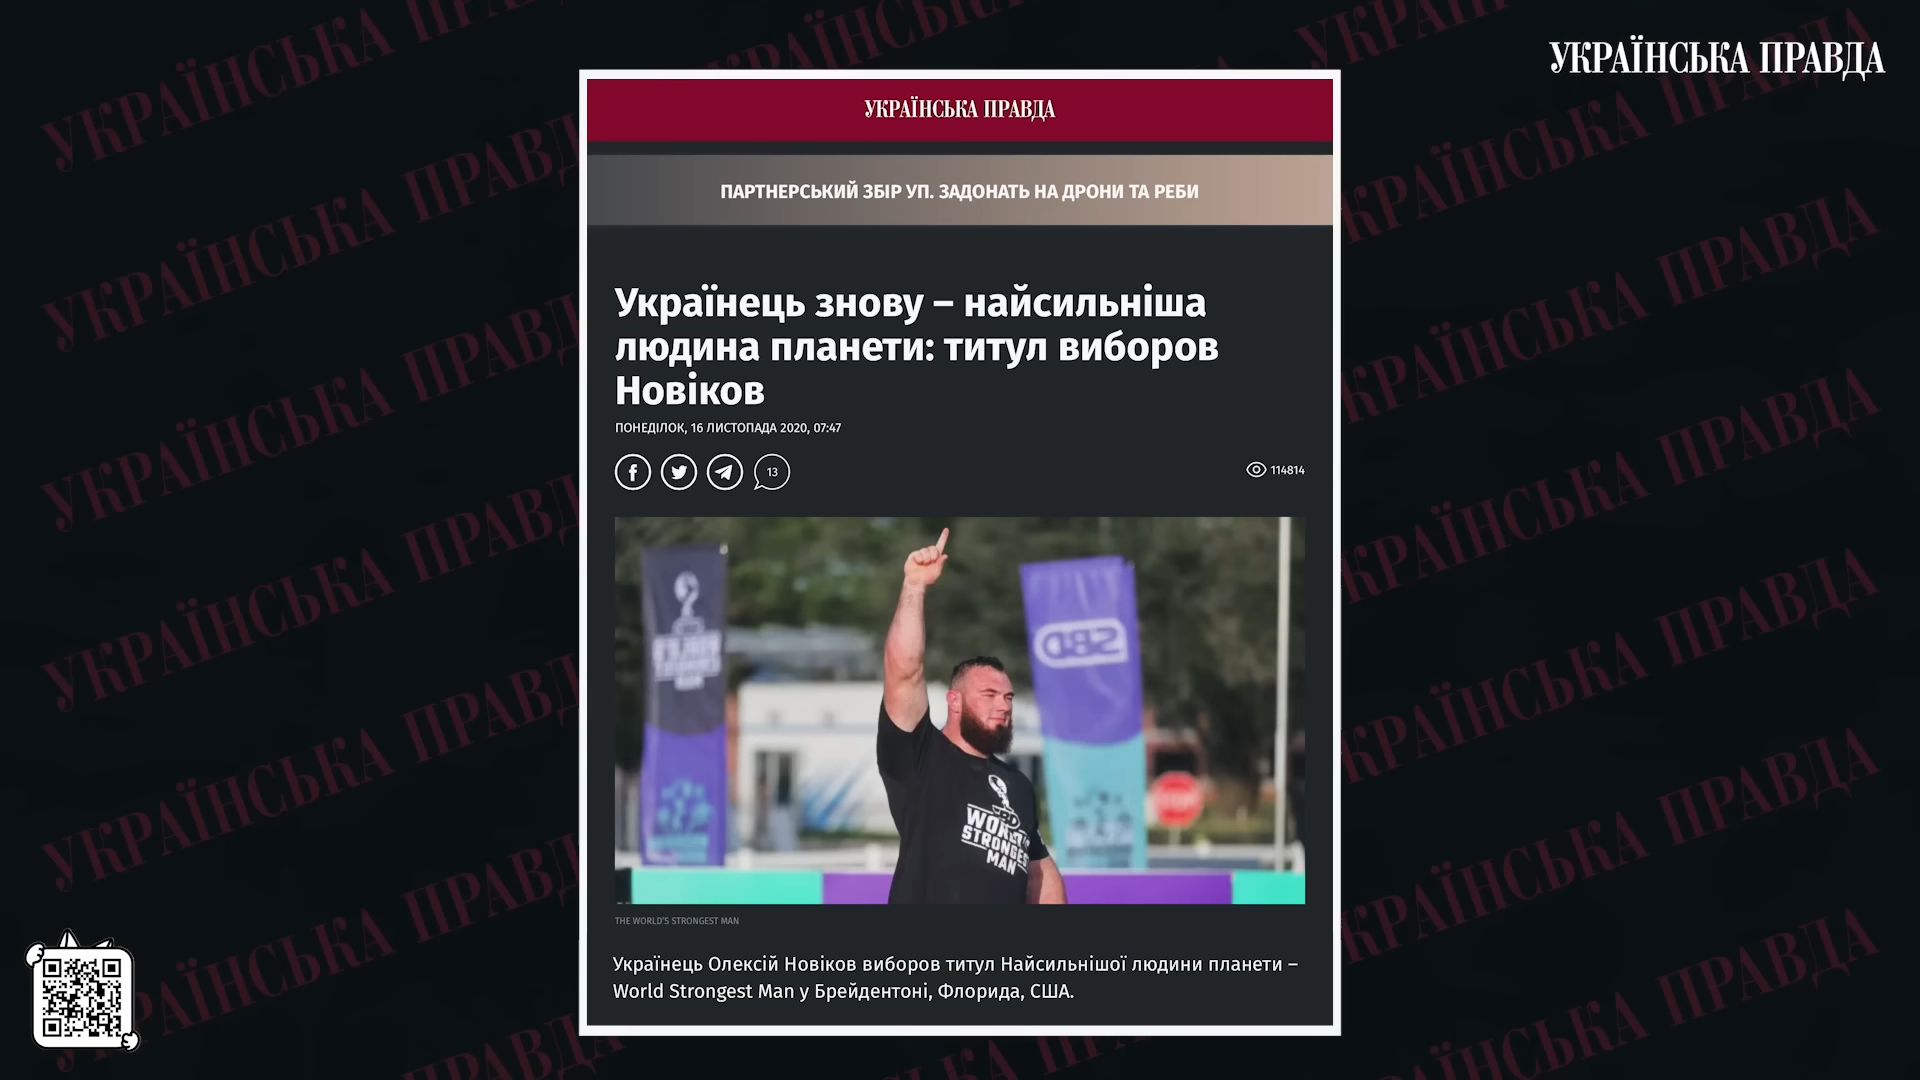 УКРАЇНСЬКА ПРАВДА
УКРАЇНСЬКА ПРАВДА
ПАРТНЕРСЬКИЙ ЗБІР УП. ЗАДОНАТЬ НА ДРОНИ ТА РЕБИ
Українець знову – найсильніша
людина планети: титул виборов
Новіков
ПОНЕДІЛОК, 16 ЛИСТОПАДА 2020, 07:47
13
114814
SBD
STOP
SBD
WORLD'S
STRONGEST
MAN
THE WORLD'S STRONGEST MAN
Українець Олексій Новіков виборов титул Найсильнішої людини планети –
World Strongest Man у Брейдентоні, Флорида, США.